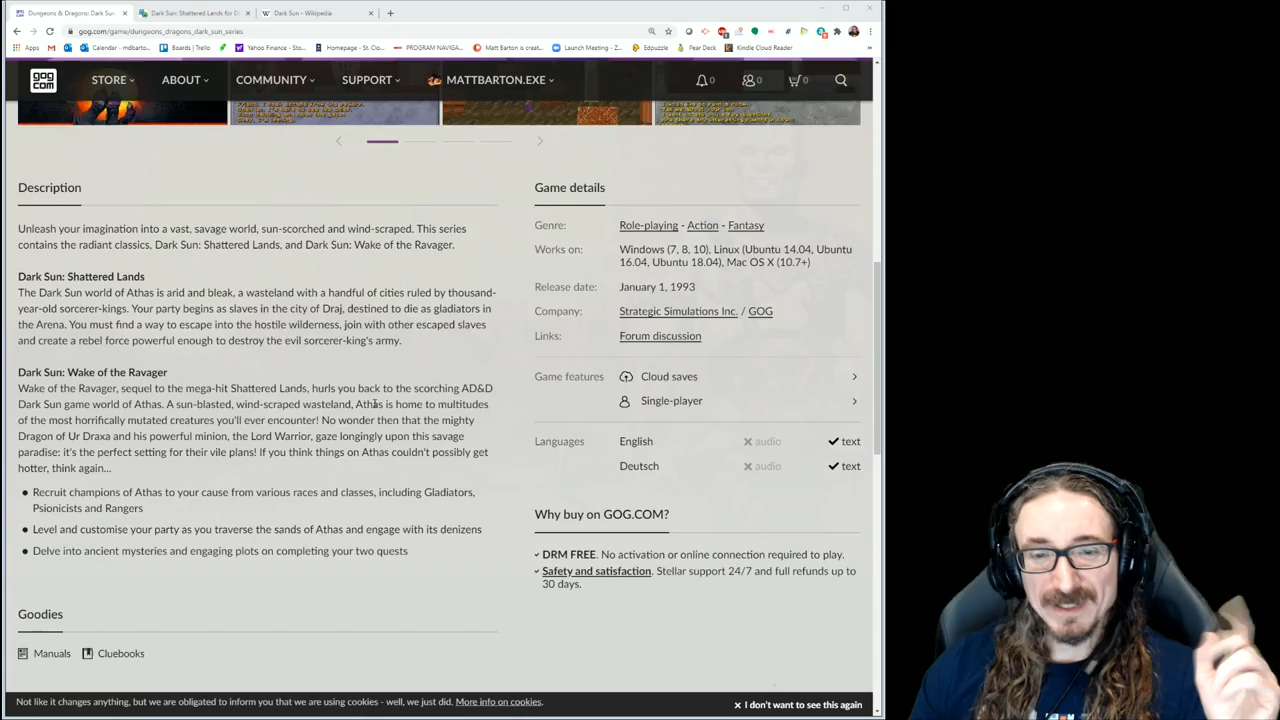 Dungeons & Dragons: Dark Sun
Dark Sun: Shattered Lands for D
Dark Sun - Wikipedia
gog.com/game/dungeons_dragons_dark_sun_series
Apps
Calendar - mdbarto...
Boards | Trello
Yahoo Finance - Sto...
Homepage - St. Clo...
PROGRAM NAVIGA...
Matt Barton is creat...
Launch Meeting - Z...
Edpuzzle
Pear Deck
Kindle Cloud Reader
gog com
STORE
ABOUT
COMMUNITY
SUPPORT
MATTBARTON.EXE
0
0
0
Description
Unleash your imagination into a vast, savage world, sun-scorched and wind-scraped. This series
contains the radiant classics, Dark Sun: Shattered Lands, and Dark Sun: Wake of the Ravager.
Dark Sun: Shattered Lands
The Dark Sun world of Athas is arid and bleak, a wasteland with a handful of cities ruled by thousand-
year-old sorcerer-kings. Your party begins as slaves in the city of Draj, destined to die as gladiators in
the Arena. You must find a way to escape into the hostile wilderness, join with other escaped slaves
and create a rebel force powerful enough to destroy the evil sorcerer-king's army.
Dark Sun: Wake of the Ravager
Wake of the Ravager, sequel to the mega-hit Shattered Lands, hurls you back to the scorching AD&D
Dark Sun game world of Athas. A sun-blasted, wind-scraped wasteland, Athas is home to multitudes
of the most horrifically mutated creatures you'll ever encounter! No wonder then that the mighty
Dragon of Ur Draxa and his powerful minion, the Lord Warrior, gaze longingly upon this savage
paradise: it's the perfect setting for their vile plans! If you think things on Athas couldn't possibly get
hotter, think again...
● Recruit champions of Athas to your cause from various races and classes, including Gladiators,
Psionicists and Rangers
● Level and customise your party as you traverse the sands of Athas and engage with its denizens
● Delve into ancient mysteries and engaging plots on completing your two quests
Goodies
Manuals
Cluebooks
Game details
Genre: Role-playing - Action - Fantasy
Works on: Windows (7, 8, 10), Linux (Ubuntu 14.04, Ubuntu
16.04, Ubuntu 18.04), Mac OS X (10.7+)
Release date: January 1, 1993
Company: Strategic Simulations Inc. / GOG
Links: Forum discussion
Game features Cloud saves
Single-player
Languages English audio text
Deutsch audio text
Why buy on GOG.COM?
DRM FREE. No activation or online connection required to play.
Safety and satisfaction. Stellar support 24/7 and full refunds up to
30 days.
Not like it changes anything, but we are obligated to inform you that we are using cookies - well, we just did. More info on cookies.
I don't want to see this again